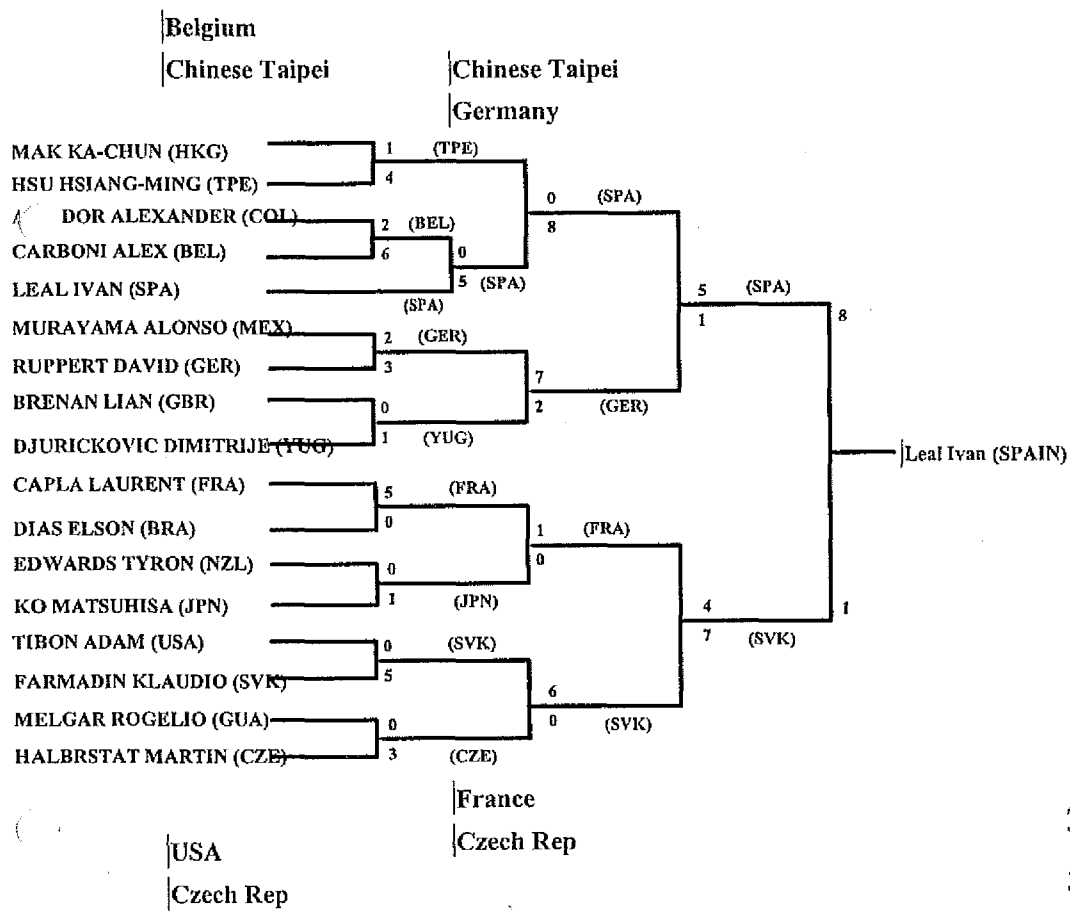 Belgium
Chinese Taipei
Chinese Taipei
Germany
MAK KA-CHUN (HKG)
1
(TPE)
HSU HSIANG-MING (TPE)
4
0
(SPA)
8
DOR ALEXANDER (COL)
2
(BEL)
CARBONI ALEX (BEL)
6
0
LEAL IVAN (SPA)
5
(SPA)
(SPA)
5
(SPA)
1
8
MURAYAMA ALONSO (MEX)
2
(GER)
RUPPERT DAVID (GER)
3
7
2
(GER)
BRENAN LIAN (GBR)
0
DJURICKOVIC DIMITRIJE (YUG)
1
(YUG)
Leal Ivan (SPAIN)
CAPLA LAURENT (FRA)
5
(FRA)
DIAS ELSON (BRA)
0
1
(FRA)
0
EDWARDS TYRON (NZL)
0
KO MATSUHISA (JPN)
1
(JPN)
4
7
(SVK)
1
TIBON ADAM (USA)
0
(SVK)
FARMADIN KLAUDIO (SVK)
5
6
0
(SVK)
MELGAR ROGELIO (GUA)
0
HALBRSTAT MARTIN (CZE)
3
(CZE)
France
Czech Rep
USA
Czech Rep